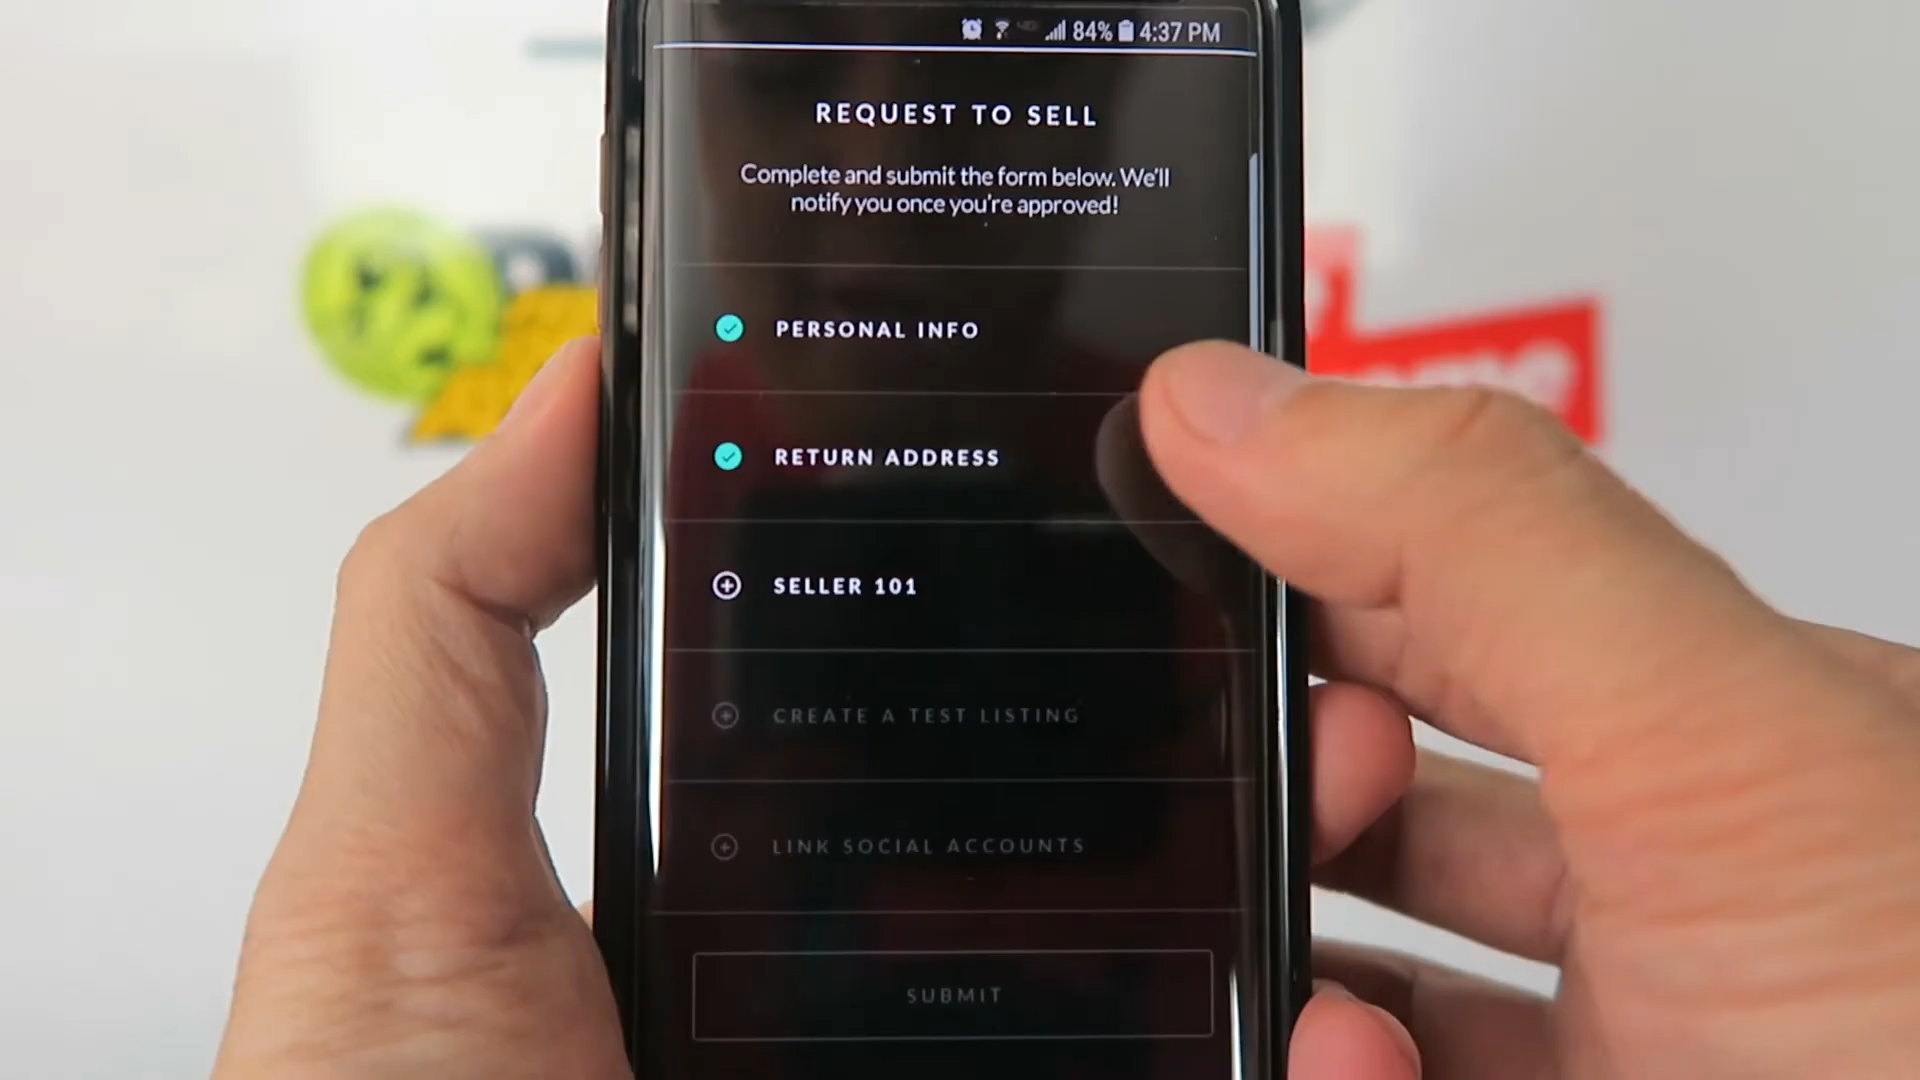 84% 4:37 PM
REQUEST TO SELL
Complete and submit the form below. We'll
notify you once you're approved!
PERSONAL INFO
RETURN ADDRESS
SELLER 101
CREATE A TEST LISTING
LINK SOCIAL ACCOUNTS
SUBMIT